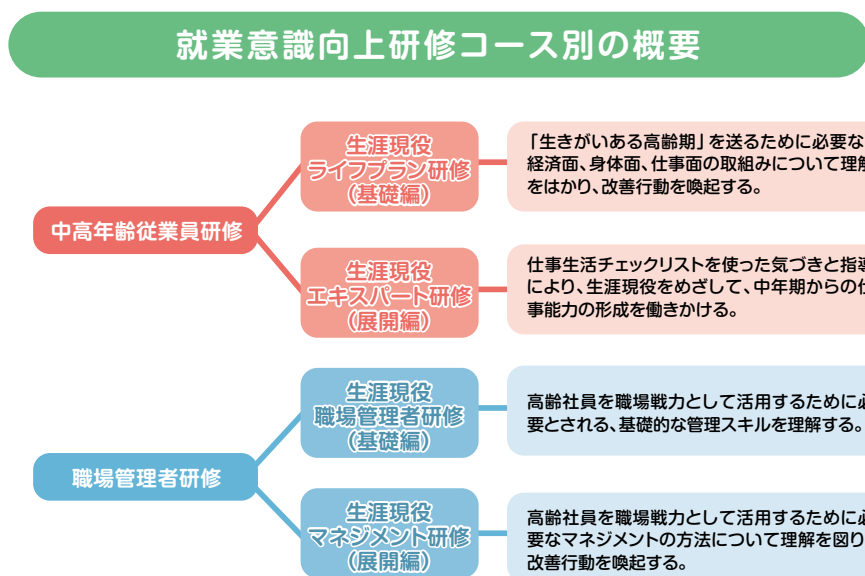 就業意識向上研修コース別の概要
中高年齢従業員研修
生涯現役
ライフプラン研修
(基礎編)
「生きがいある高齢期」を送るために必要な
経済面、身体面、仕事面の取組みについて理解
をはかり、改善行動を喚起する。
生涯現役
エキスパート研修
(展開編)
仕事生活チェックリストを使った気づきと指導
により、生涯現役をめざして、中年期からの仕
事能力の形成を働きかける。
職場管理者研修
生涯現役
職場管理者研修
(基礎編)
高齢社員を職場戦力として活用するために必
要とされる、基礎的な管理スキルを理解する。
生涯現役
マネジメント研修
(展開編)
高齢社員を職場戦力として活用するために必
要なマネジメントの方法について理解を図り
改善行動を喚起する。